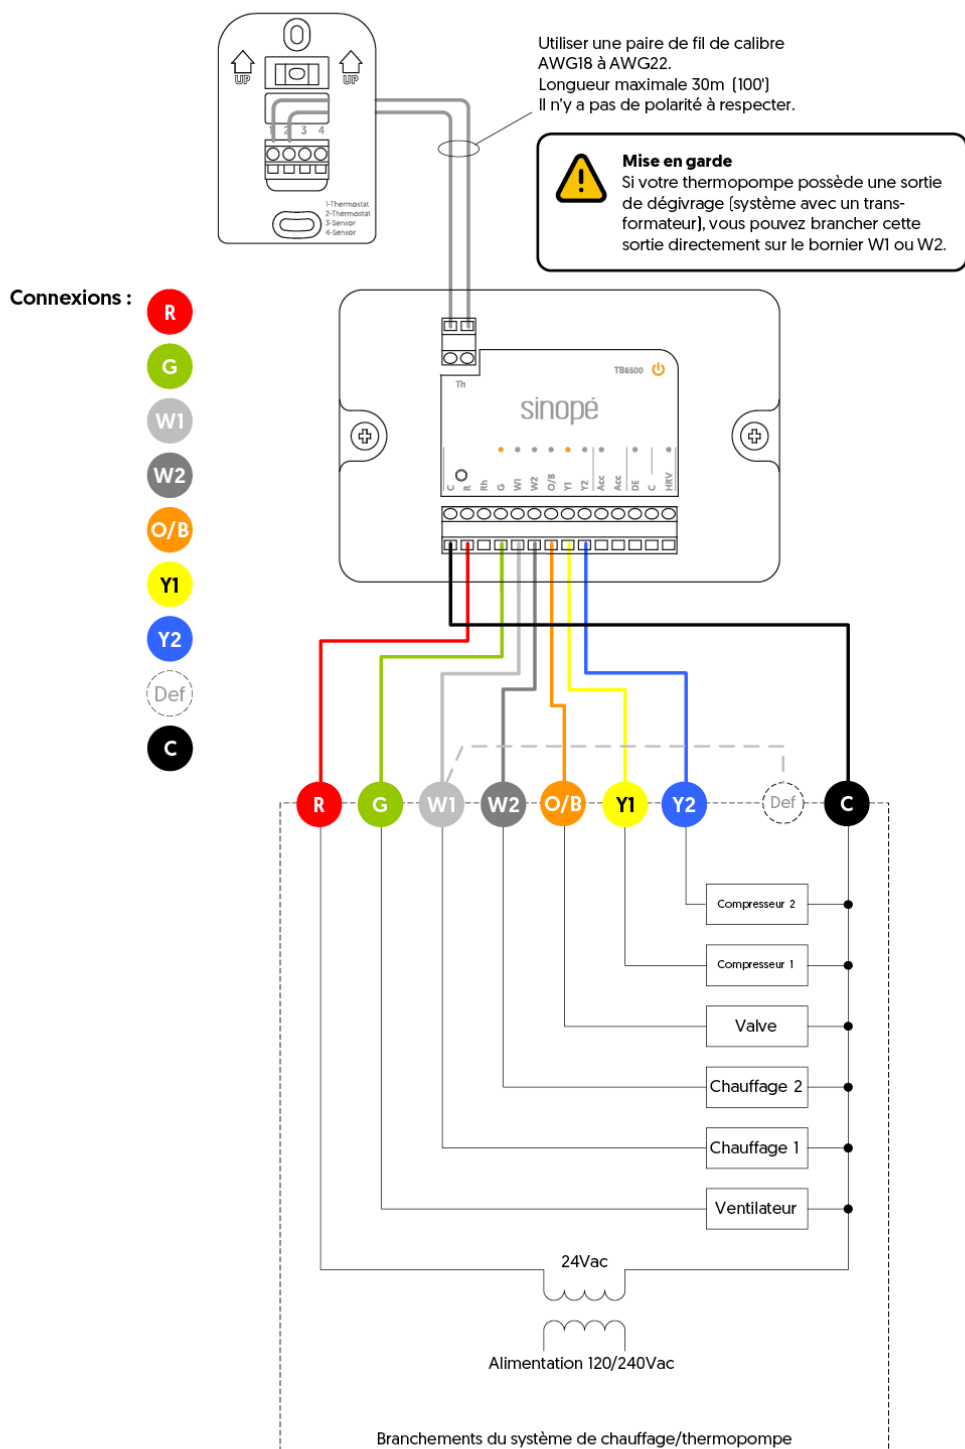 UP
UP
1 2 3 4
1-Thermostat
2-Thermostat
3-Sensor
4-Sensor
Utiliser une paire de fil de calibre
AWG18 à AWG22.
Longueur maximale 30m (100')
Il n'y a pas de polarité à respecter.
Mise en garde
Si votre thermopompe possède une sortie
de dégivrage (système avec un trans-
formateur), vous pouvez brancher cette
sortie directement sur le bornier W1 ou W2.
Connexions :
R
G
W1
W2
O/B
Y1
Y2
Def
C
Th
TB6500
sinopé
C R Rh G W1 W2 O/B Y1 Y2 Acc Acc DE C HRV
R G W1 W2 O/B Y1 Y2 Def C
Compresseur 2
Compresseur 1
Valve
Chauffage 2
Chauffage 1
Ventilateur
24Vac
Alimentation 120/240Vac
Branchements du système de chauffage/thermopompe